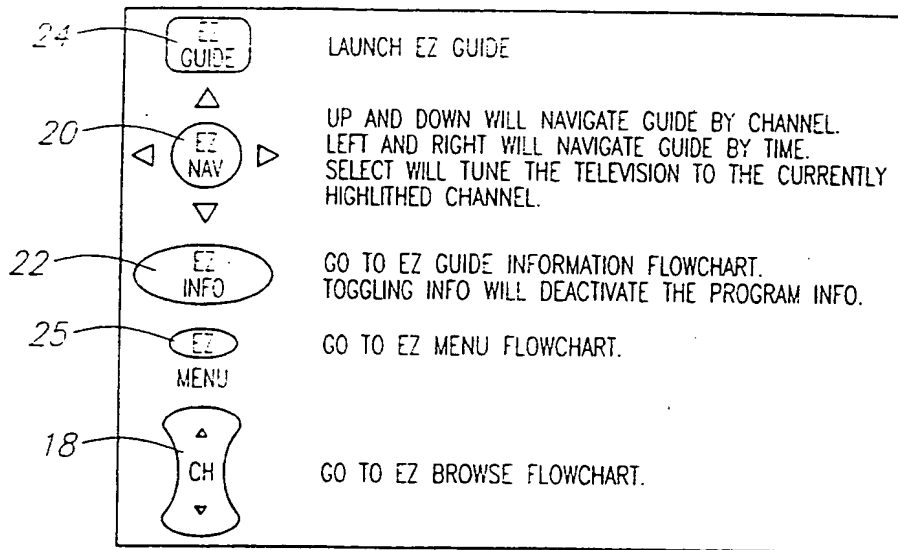 24
EZ
GUIDE
LAUNCH EZ GUIDE
20
EZ
NAV
UP AND DOWN WILL NAVIGATE GUIDE BY CHANNEL.
LEFT AND RIGHT WILL NAVIGATE GUIDE BY TIME.
SELECT WILL TUNE THE TELEVISION TO THE CURRENTLY
HIGHLITHED CHANNEL.
22
EZ
INFO
GO TO EZ GUIDE INFORMATION FLOWCHART.
TOGGLING INFO WILL DEACTIVATE THE PROGRAM INFO.
25
EZ
MENU
GO TO EZ MENU FLOWCHART.
18
CH
GO TO EZ BROWSE FLOWCHART.